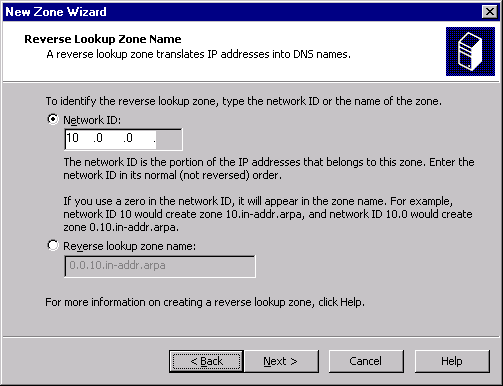 New Zone Wizard
Reverse Lookup Zone Name
A reverse lookup zone translates IP addresses into DNS names.
To identify the reverse lookup zone, type the network ID or the name of the zone.
Network ID:
10 .0 .0 .
The network ID is the portion of the IP addresses that belongs to this zone. Enter the
network ID in its normal (not reversed) order.
If you use a zero in the network ID, it will appear in the zone name. For example,
network ID 10 would create zone 10.in-addr.arpa, and network ID 10.0 would create
zone 0.10.in-addr.arpa.
Reverse lookup zone name:
0.0.10.in-addr.arpa
For more information on creating a reverse lookup zone, click Help.
< Back Next > Cancel Help